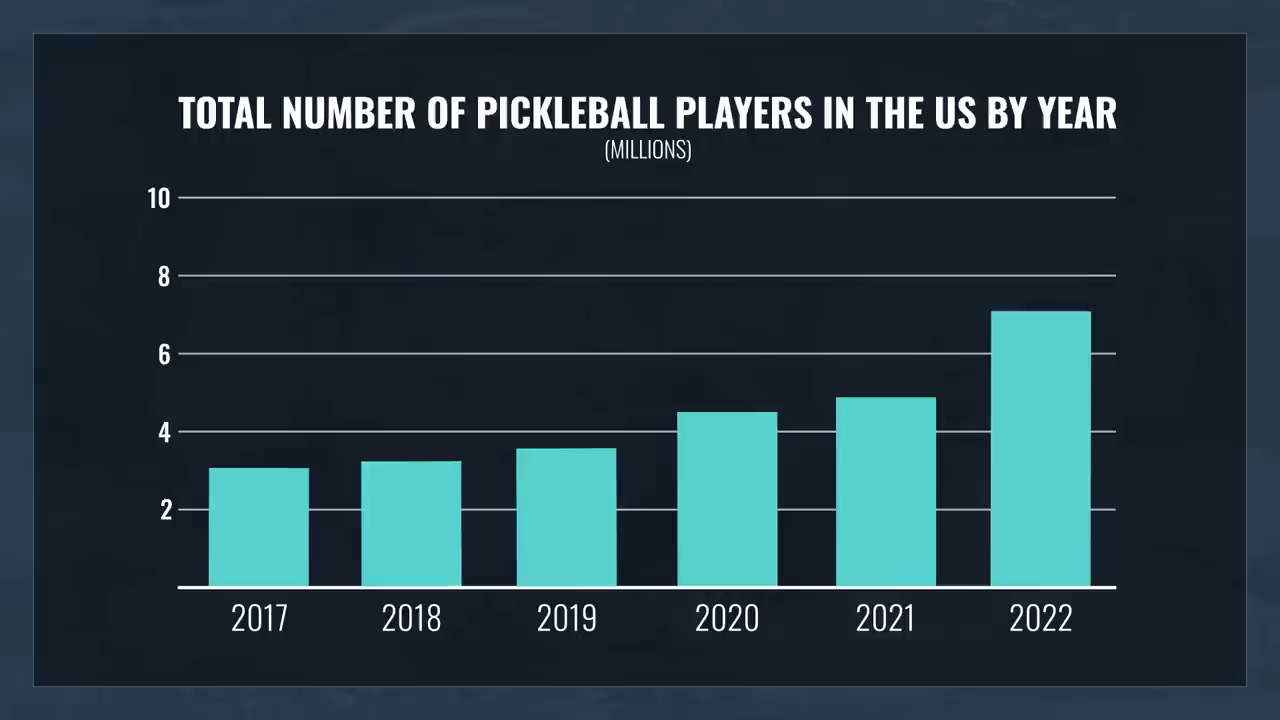 TOTAL NUMBER OF PICKLEBALL PLAYERS IN THE US BY YEAR
(MILLIONS)
10
8
6
4
2
2017 2018 2019 2020 2021 2022